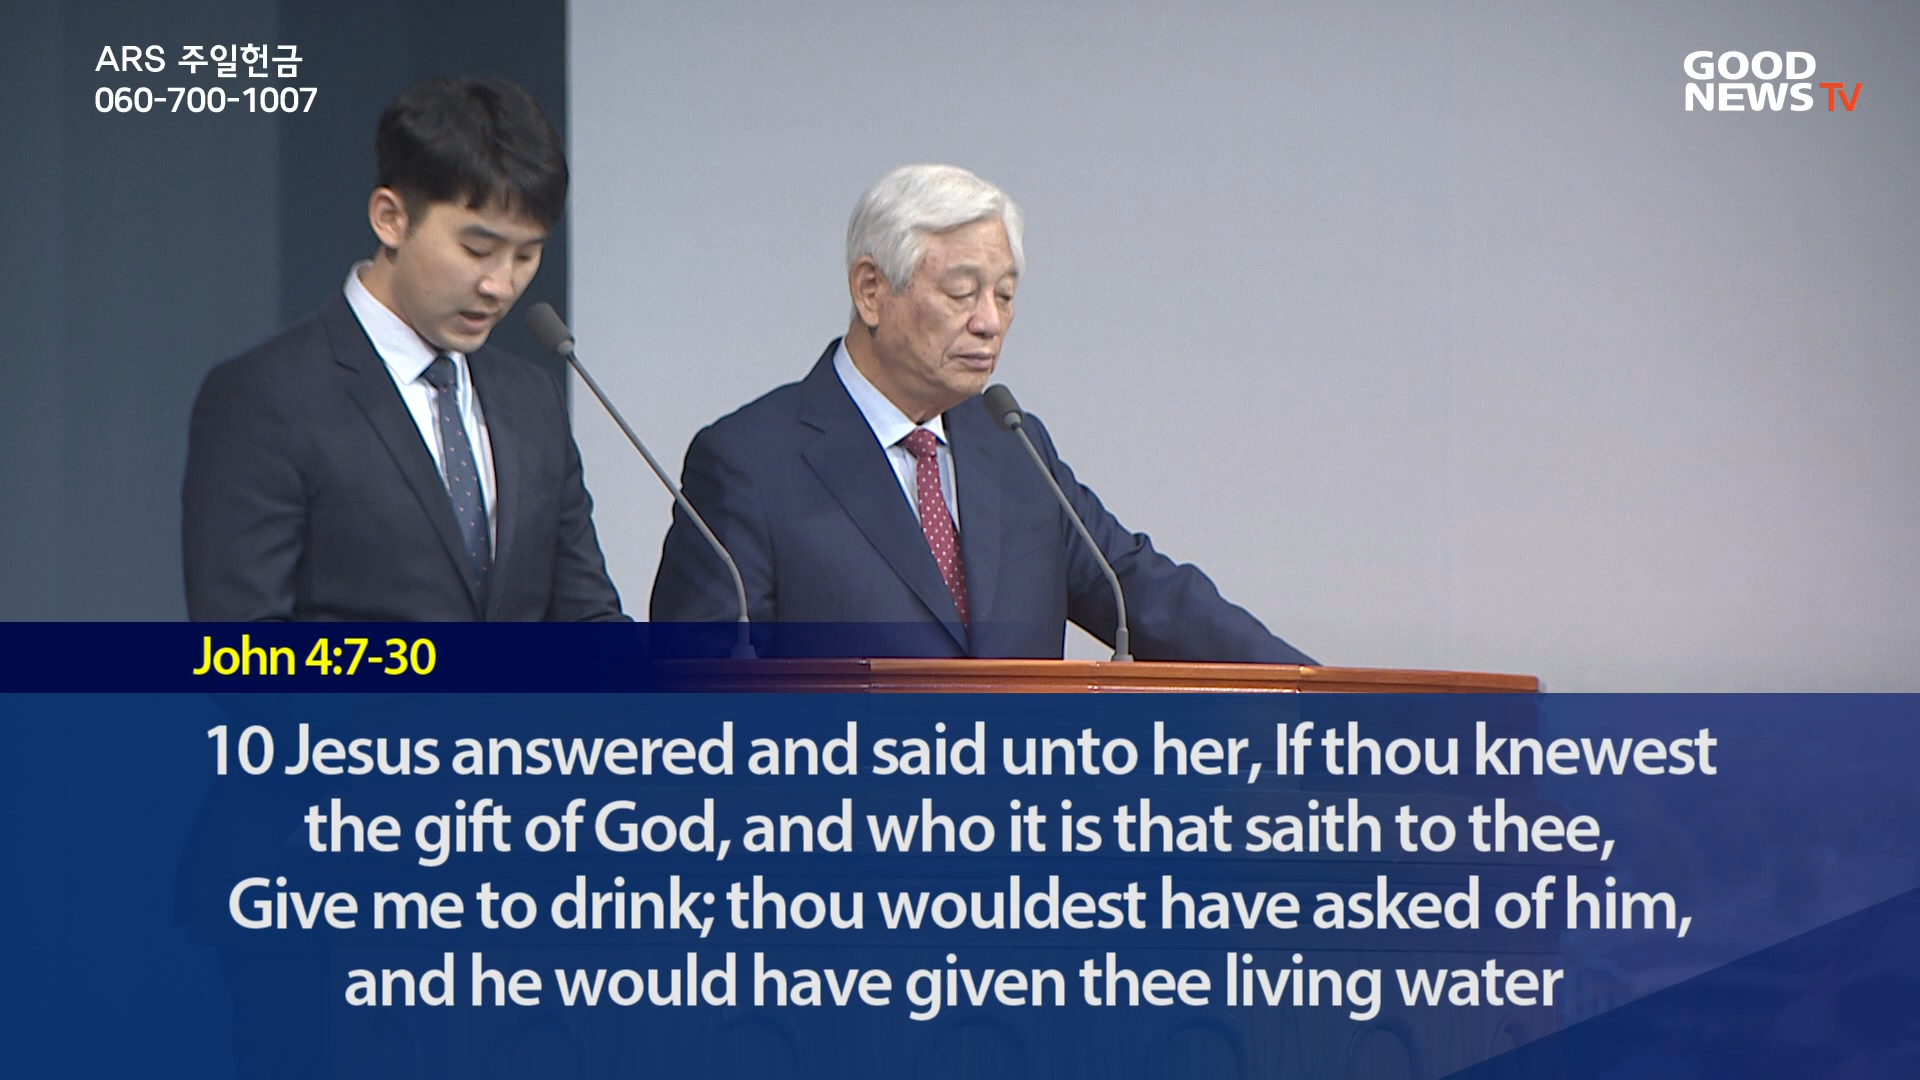 ARS 주일헌금
060-700-1007
GOOD
NEWS TV
John 4:7-30
10 Jesus answered and said unto her, If thou knewest
the gift of God, and who it is that saith to thee,
Give me to drink; thou wouldest have asked of him,
and he would have given thee living water